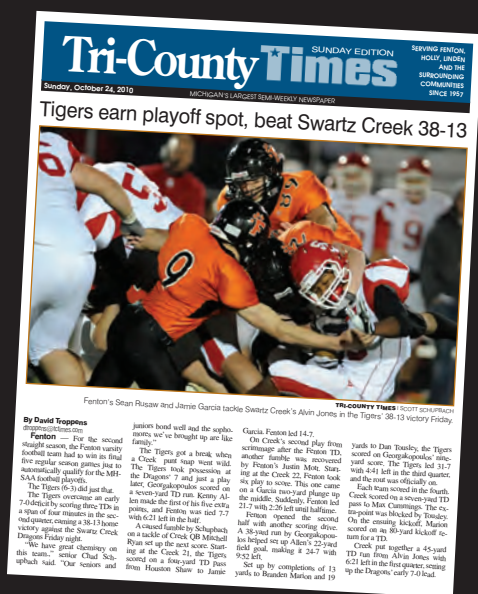 Tri-County Times
SUNDAY EDITION
SERVING FENTON,
HOLLY, LINDEN
AND THE
SURROUNDING
COMMUNITIES
SINCE 1957
Sunday, October 24, 2010
MICHIGAN'S LARGEST SEMI-WEEKLY NEWSPAPER
Tigers earn playoff spot, beat Swartz Creek 38-13
TRI-COUNTY TIMES | SCOTT SCHUPBACH
Fenton's Sean Rusaw and Jamie Garcia tackle Swartz Creek's Alvin Jones in the Tigers' 38-13 victory Friday.
By David Troppens
dtroppens@tctimes.com
Fenton — For the second
straight season, the Fenton varsity
football team had to win its final
five regular season games just to
automatically qualify for the MH-
SAA football playoffs.
The Tigers (6-3) did just that.
The Tigers overcame an early
7-0 deficit by scoring three TDs in
a span of four minutes in the sec-
ond quarter, earning a 38-13 home
victory against the Swartz Creek
Dragons Friday night.
"We have great chemistry on
this team," senior Chad Sch-
upbach said. "Our seniors and
juniors bond well and the sopho-
mores, we've brought up are like
family."
The Tigers got a break when
a Creek punt snap went wild.
The Tigers took possession at
the Dragons' 7 and just a play
later, Georgakopoulos scored on
a seven-yard TD run. Kenny Al-
len made the first of his five extra
points, and Fenton was tied 7-7
with 6:21 left in the half.
A caused fumble by Schupbach
on a tackle of Creek QB Mitchell
Ryan set up the next score. Start-
ing at the Creek 21, the Tigers
scored on a four-yard TD pass
from Houston Shaw to Jamie
Garcia. Fenton led 14-7.
On Creek's second play from
scrimmage after the Fenton TD,
another fumble was recovered
by Fenton's Justin Mott. Start-
ing at the Creek 22, Fenton took
six play to score. This one came
on a Garcia two-yard plunge up
the middle. Suddenly, Fenton led
21-7 with 2:26 left until halftime.
Fenton opened the second
half with another scoring drive.
A 38-yard run by Georgakopou-
los helped set up Allen's 22-yard
field goal, making it 24-7 with
9:52 left.
Set up by completions of 13
yards to Branden Marion and 19
yards to Dan Tousley, the Tigers
scored on Georgakopoulos' nine-
yard score. The Tigers led 31-7
with 4:41 left in the third quarter,
and the rout was officially on.
Each team scored in the fourth.
Creek scored on a seven-yard TD
pass to Max Cummings. The ex-
tra-point was blocked by Tousley.
On the ensuing kickoff, Marion
scored on an 80-yard kickoff re-
turn for a TD.
Creek put together a 45-yard
TD run from Alvin Jones with
6:21 left in the first quarter, seeing
up the Dragons' early 7-0 lead.